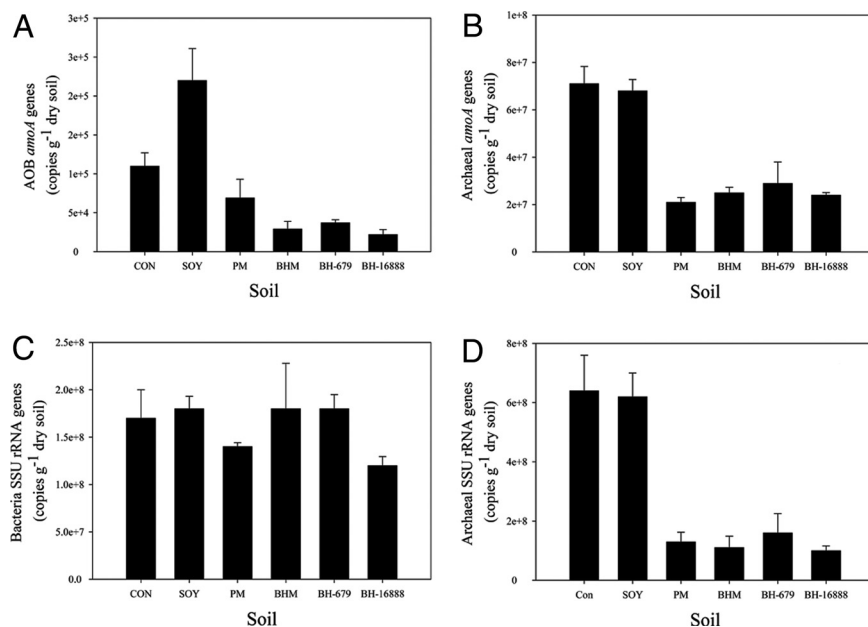 A
AOB amoA genes
(copies g-1 dry soil)
3e+5
3e+5
2e+5
2e+5
1e+5
5e+4
0
CON SOY PM BHM BH-679 BH-16888
Soil
B
Archaeal amoA genes
(copies g-1 dry soil)
1e+8
8e+7
6e+7
4e+7
2e+7
0
CON SOY PM BHM BH-679 BH-16888
Soil
C
Bacteria SSU rRNA genes
(copies g-1 dry soil)
2.5e+8
2.0e+8
1.5e+8
1.0e+8
5.0e+7
0.0
CON SOY PM BHM BH-679 BH-16888
Soil
D
Archaeal SSU rRNA genes
(copies g-1 dry soil)
8e+8
6e+8
4e+8
2e+8
0
Con SOY PM BHM BH-679 BH-16888
Soil